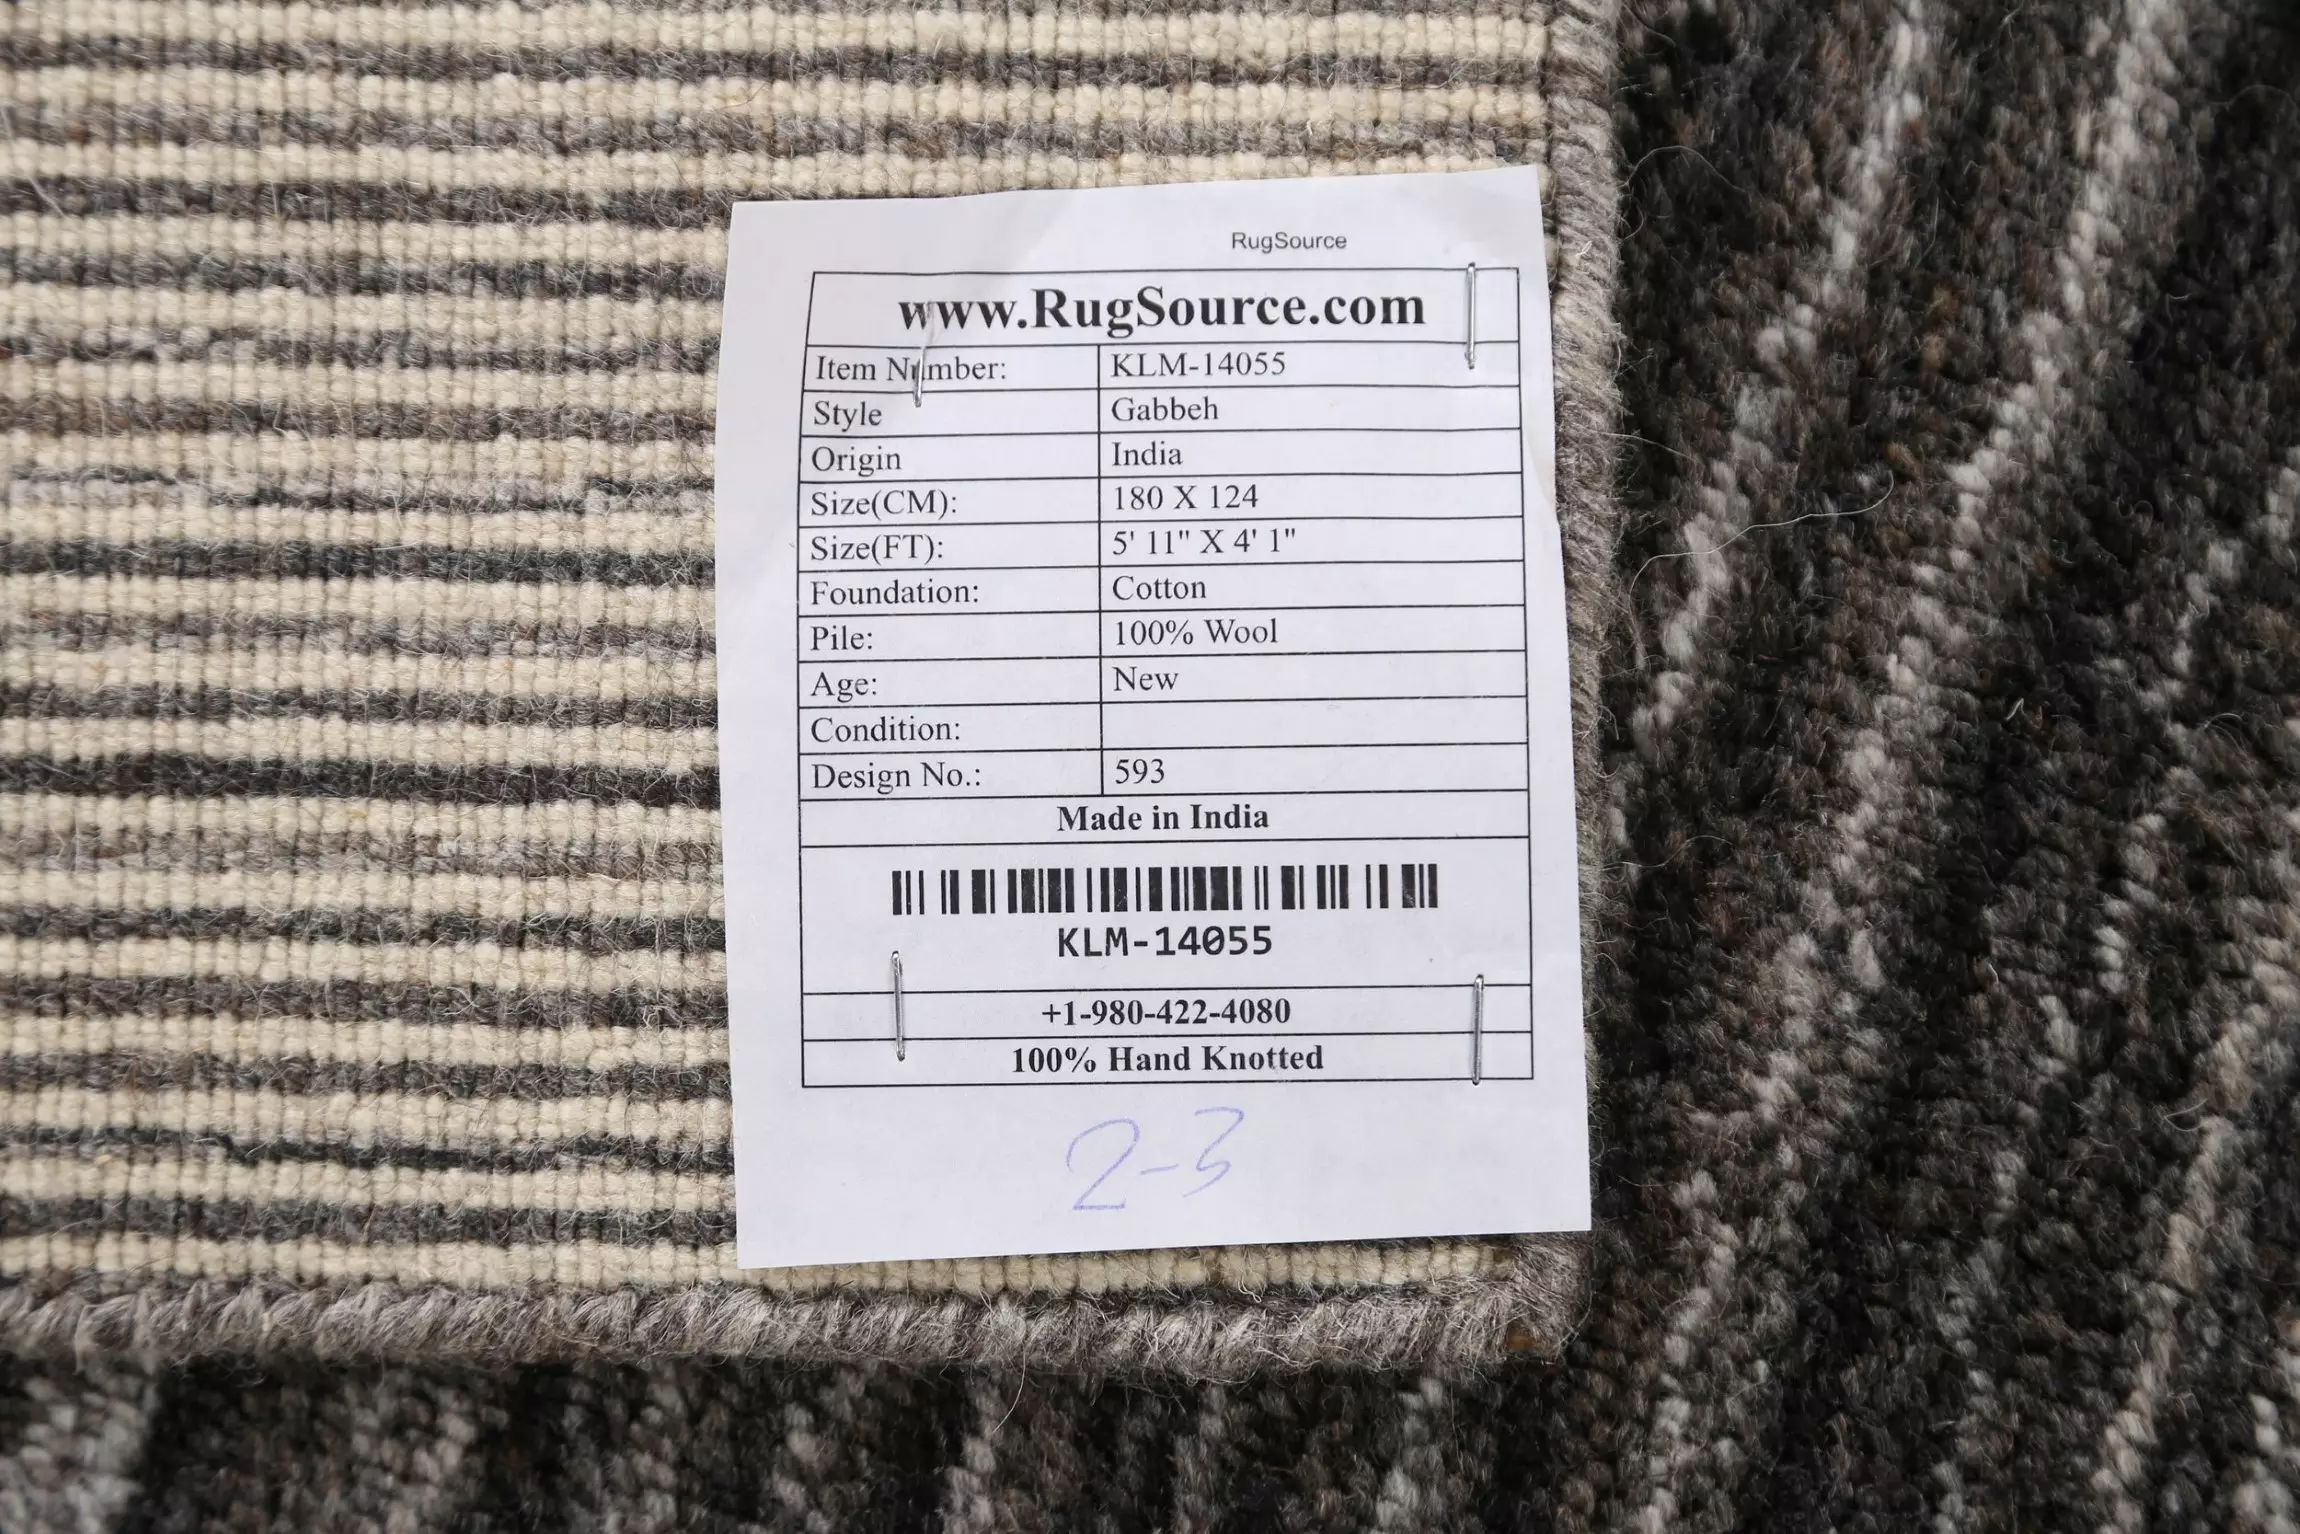 RugSource
www.RugSource.com
Item Number: KLM-14055
Style Gabbeh
Origin India
Size(CM): 180 X 124
Size(FT): 5' 11" X 4' 1"
Foundation: Cotton
Pile: 100% Wool
Age: New
Condition:
Design No.: 593
Made in India
KLM-14055
+1-980-422-4080
100% Hand Knotted
2-3